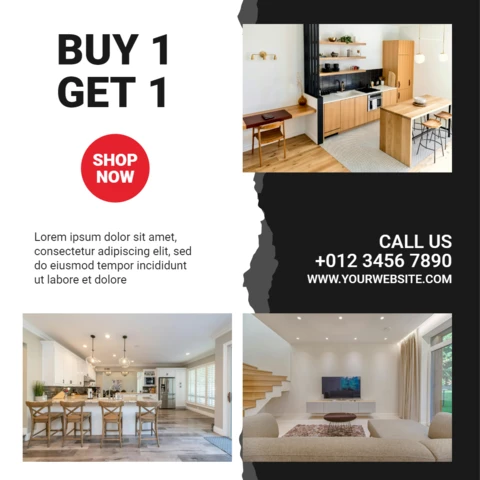 BUY 1
GET 1
SHOP
NOW
Lorem ipsum dolor sit amet,
consectetur adipiscing elit, sed
do eiusmod tempor incididunt
ut labore et dolore
CALL US
+012 3456 7890
WWW.YOURWEBSITE.COM